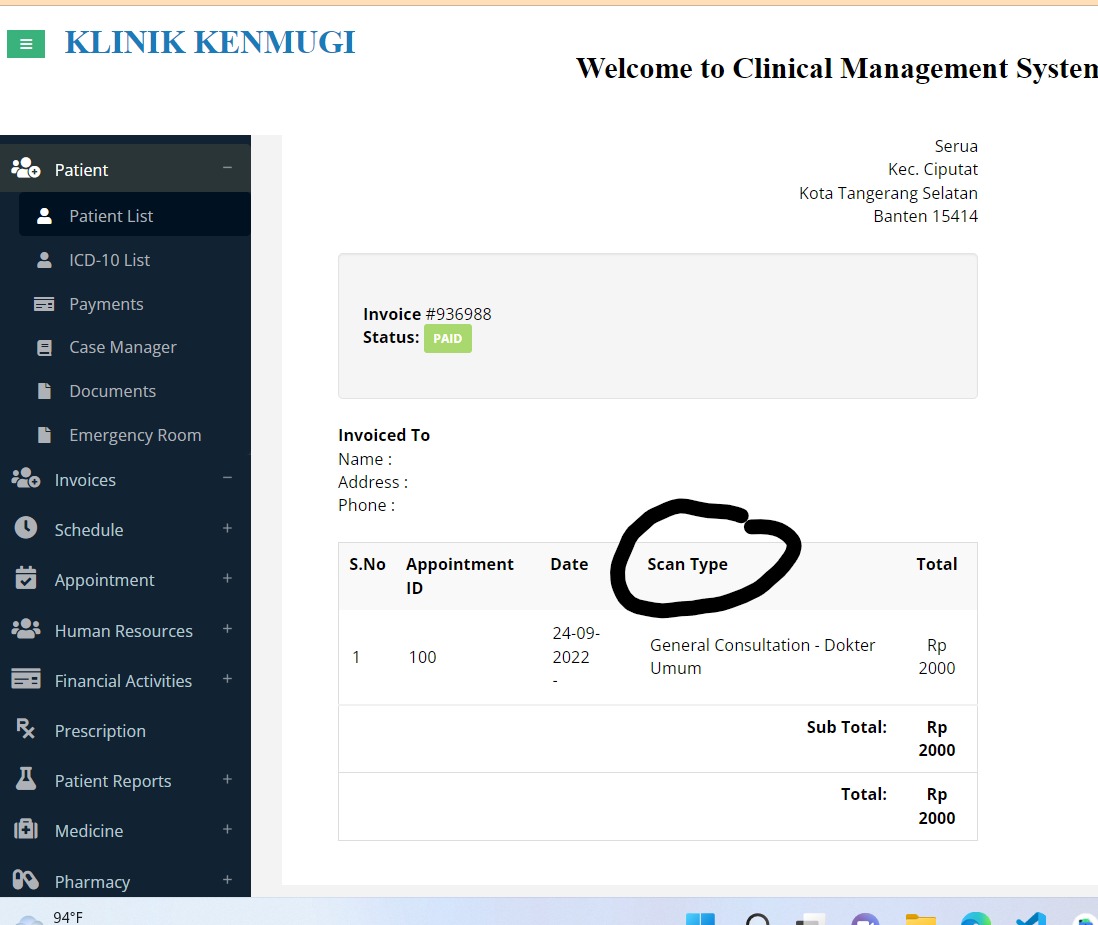 KLINIK KENMUGI
Welcome to Clinical Management System
Serua
Kec. Ciputat
Kota Tangerang Selatan
Banten 15414
Patient
Patient List
ICD-10 List
Payments
Case Manager
Documents
Emergency Room
Invoices
Schedule
Appointment
Human Resources
Financial Activities
Prescription
Patient Reports
Medicine
Pharmacy
Invoice #936988
Status: PAID
Invoiced To
Name :
Address :
Phone :
S.No Appointment ID Date Scan Type Total
1 100 24-09-2022 - General Consultation - Dokter Umum Rp 2000
Sub Total: Rp 2000
Total: Rp 2000
94°F